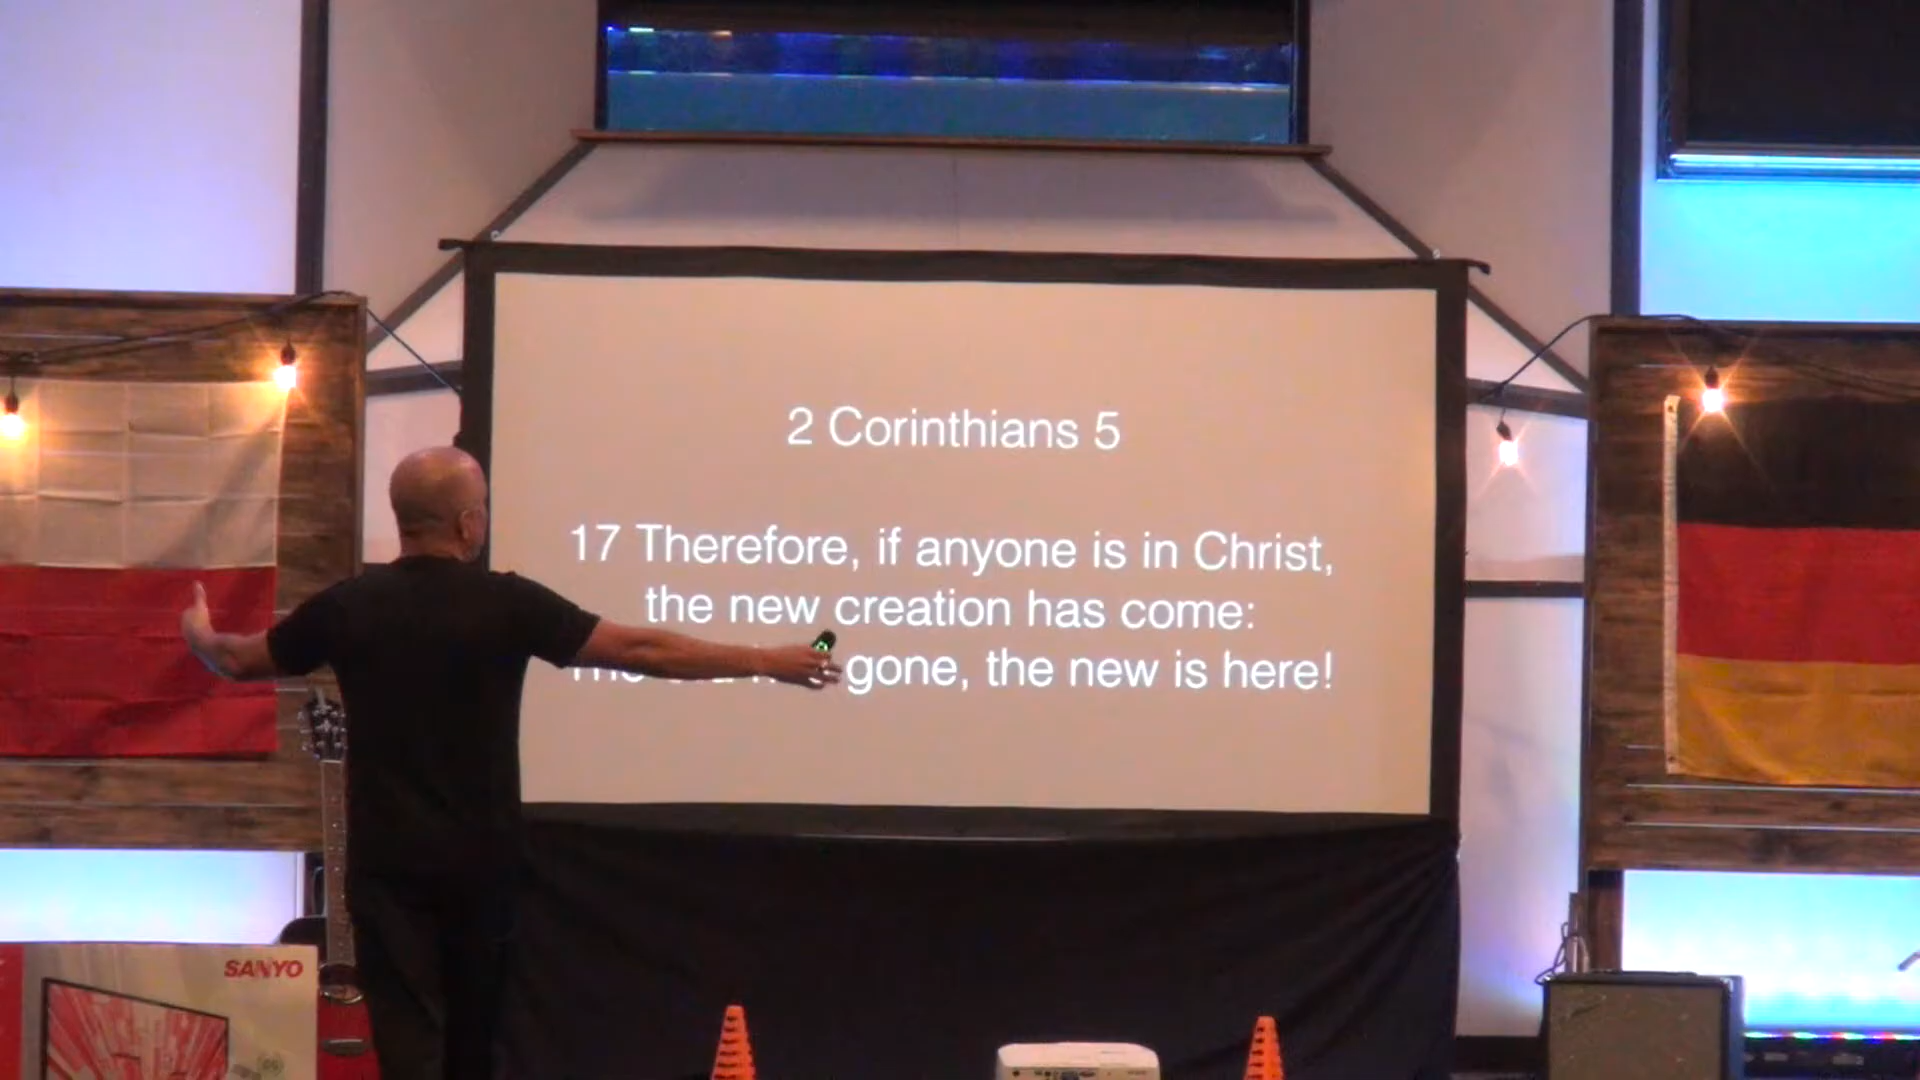 2 Corinthians 5
17 Therefore, if anyone is in Christ,
the new creation has come:
gone, the new is here!
SANYO